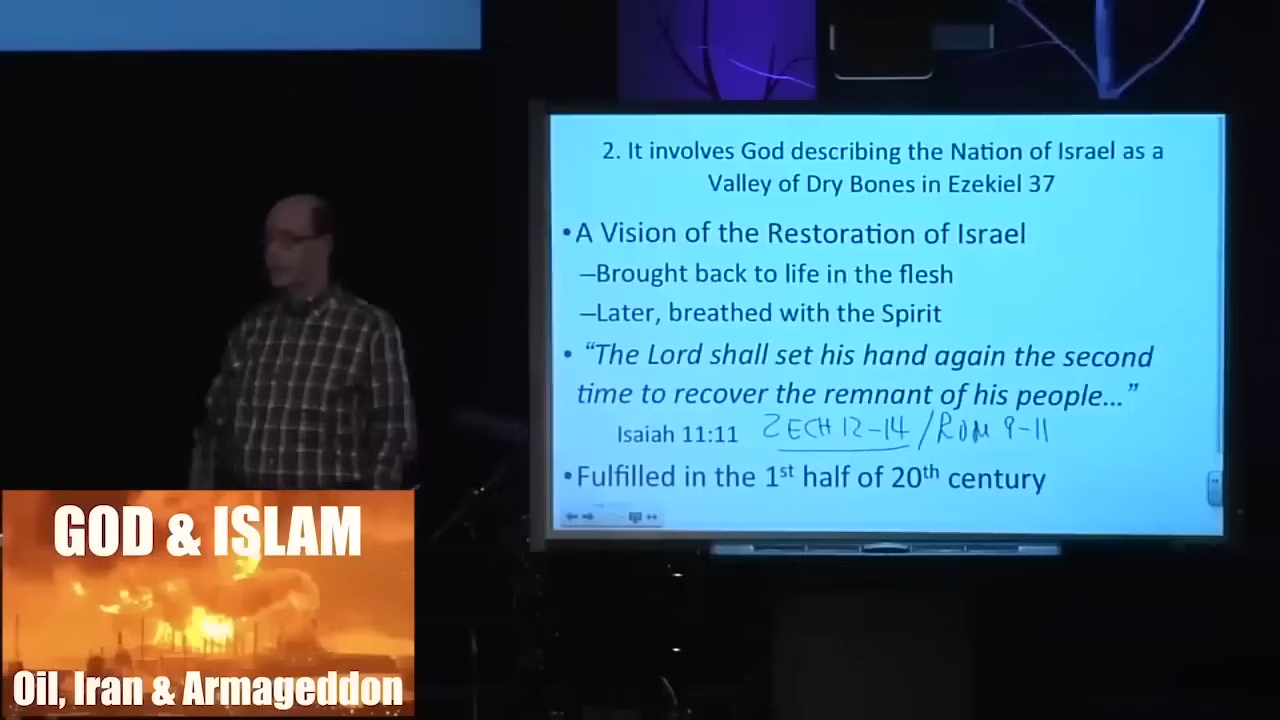 2. It involves God describing the Nation of Israel as a
Valley of Dry Bones in Ezekiel 37
•A Vision of the Restoration of Israel
–Brought back to life in the flesh
–Later, breathed with the Spirit
• “The Lord shall set his hand again the second
time to recover the remnant of his people...”
Isaiah 11:11 ZECH 12-14 / ROM 9-11
•Fulfilled in the 1st half of 20th century
GOD & ISLAM
Oil, Iran & Armageddon